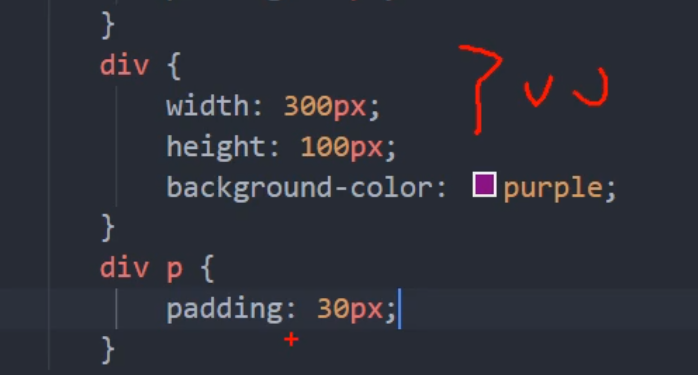 }
div {
width: 300px;
height: 100px;
background-color: purple;
}
div p {
padding: 30px;
}